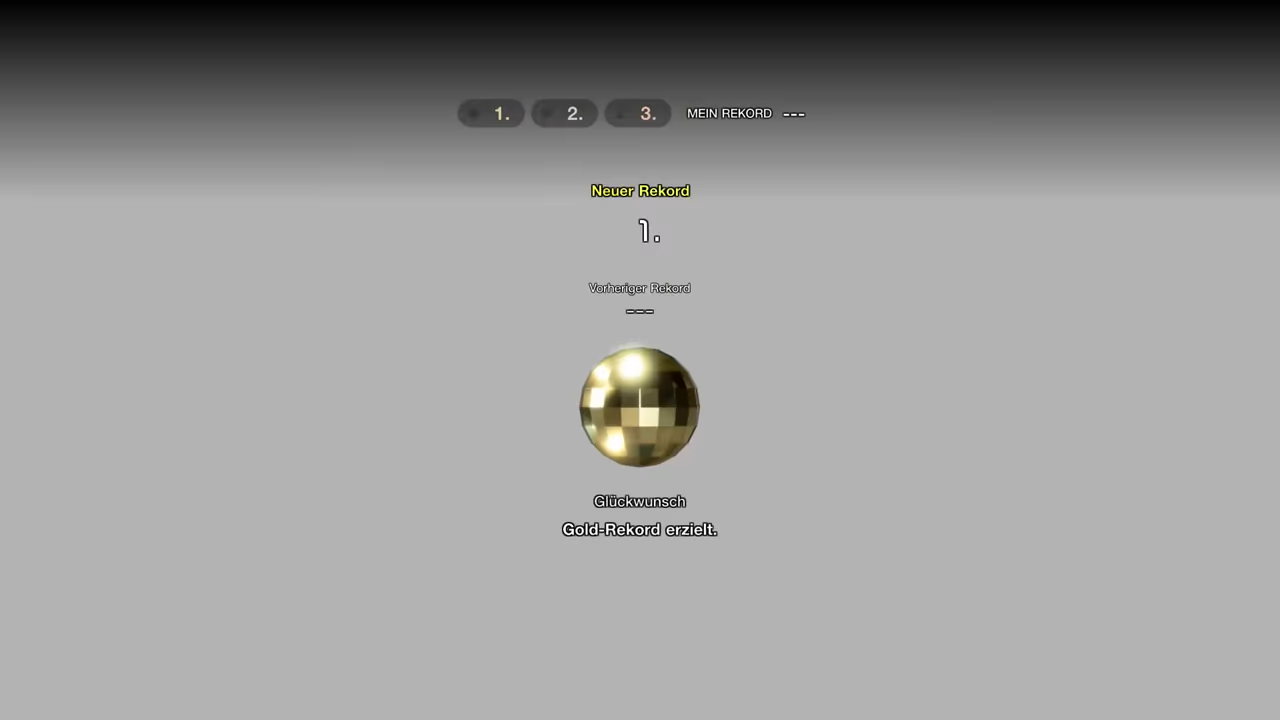 1. 2. 3. MEIN REKORD ---
Neuer Rekord
1.
Vorheriger Rekord
---
Glückwunsch
Gold-Rekord erzielt.